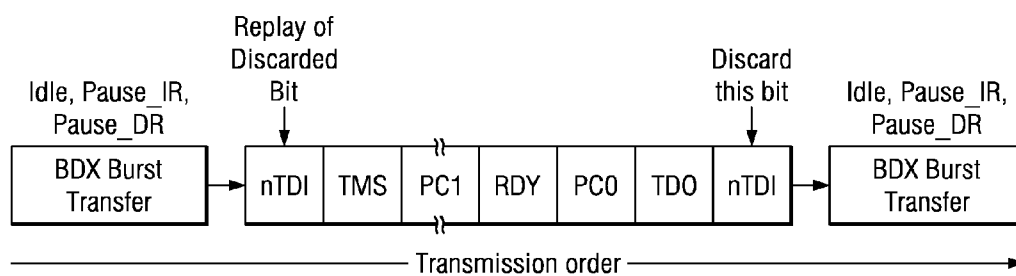 Replay of
Discarded
Bit
Discard
this bit
Idle, Pause_IR,
Pause_DR
Idle, Pause_IR,
Pause_DR
BDX Burst
Transfer
nTDI TMS PC1 RDY PC0 TDO nTDI
BDX Burst
Transfer
Transmission order